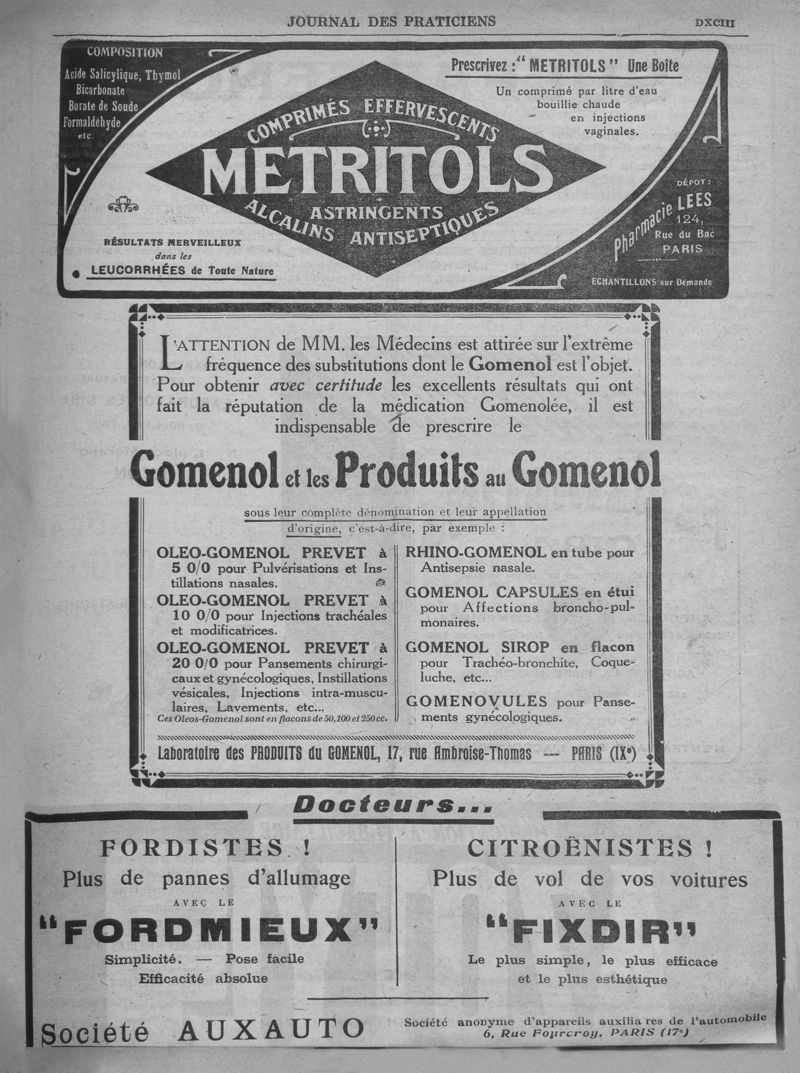 JOURNAL DES PRATICIENS
DXCIII
COMPOSITION
Acide Salicylique, Thymol
Bicarbonate
Borate de Soude
Formaldéhyde
etc.
Prescrivez : "METRITOLS" Une Boîte
Un comprimé par litre d'eau
bouillie chaude
en injections
vaginales.
COMPRIMÉS EFFERVESCENTS
METRITOLS
ASTRINGENTS
ALCALINS ANTISEPTIQUES
RÉSULTATS MERVEILLEUX
dans les
LEUCORRHÉES de Toute Nature
DÉPOT :
Pharmacie LEES
124,
Rue du Bac
PARIS
ECHANTILLONS sur Demande
L'ATTENTION de MM. les Médecins est attirée sur l'extrême
fréquence des substitutions dont le Gomenol est l'objet.
Pour obtenir avec certitude les excellents résultats qui ont
fait la réputation de la médication Gomenolée, il est
indispensable de prescrire le
Gomenol et les Produits au Gomenol
sous leur complète dénomination et leur appellation
d'origine, c'est-à-dire, par exemple :
OLEO-GOMENOL PREVET à
5 0/0 pour Pulvérisations et Ins-
tillations nasales.
OLEO-GOMENOL PREVET à
10 0/0 pour Injections trachéales
et modificatrices.
OLEO-GOMENOL PREVET à
20 0/0 pour Pansements chirurgi-
caux et gynécologiques, Instillations
vésicales, Injections intra-muscu-
laires, Lavements, etc...
Ces Oleos-Gomenol sont en flacons de 50, 100 et 250 cc.
RHINO-GOMENOL en tube pour
Antisepsie nasale.
GOMENOL CAPSULES en étui
pour Affections broncho-pul-
monaires.
GOMENOL SIROP en flacon
pour Trachéo-bronchite, Coque-
luche, etc...
GOMENOVULES pour Panse-
ments gynécologiques.
Laboratoire des PRODUITS du GOMENOL, 17, rue Ambroise-Thomas — PARIS (IXe)
Docteurs...
FORDISTES !
Plus de pannes d'allumage
AVEC LE
"FORDMIEUX"
Simplicité. — Pose facile
Efficacité absolue
CITROËNISTES !
Plus de vol de vos voitures
AVEC LE
"FIXDIR"
Le plus simple, le plus efficace
et le plus esthétique
Société AUXAUTO
Société anonyme d'appareils auxilia res de l'automobile
6, Rue Fourcroy, PARIS (17e)